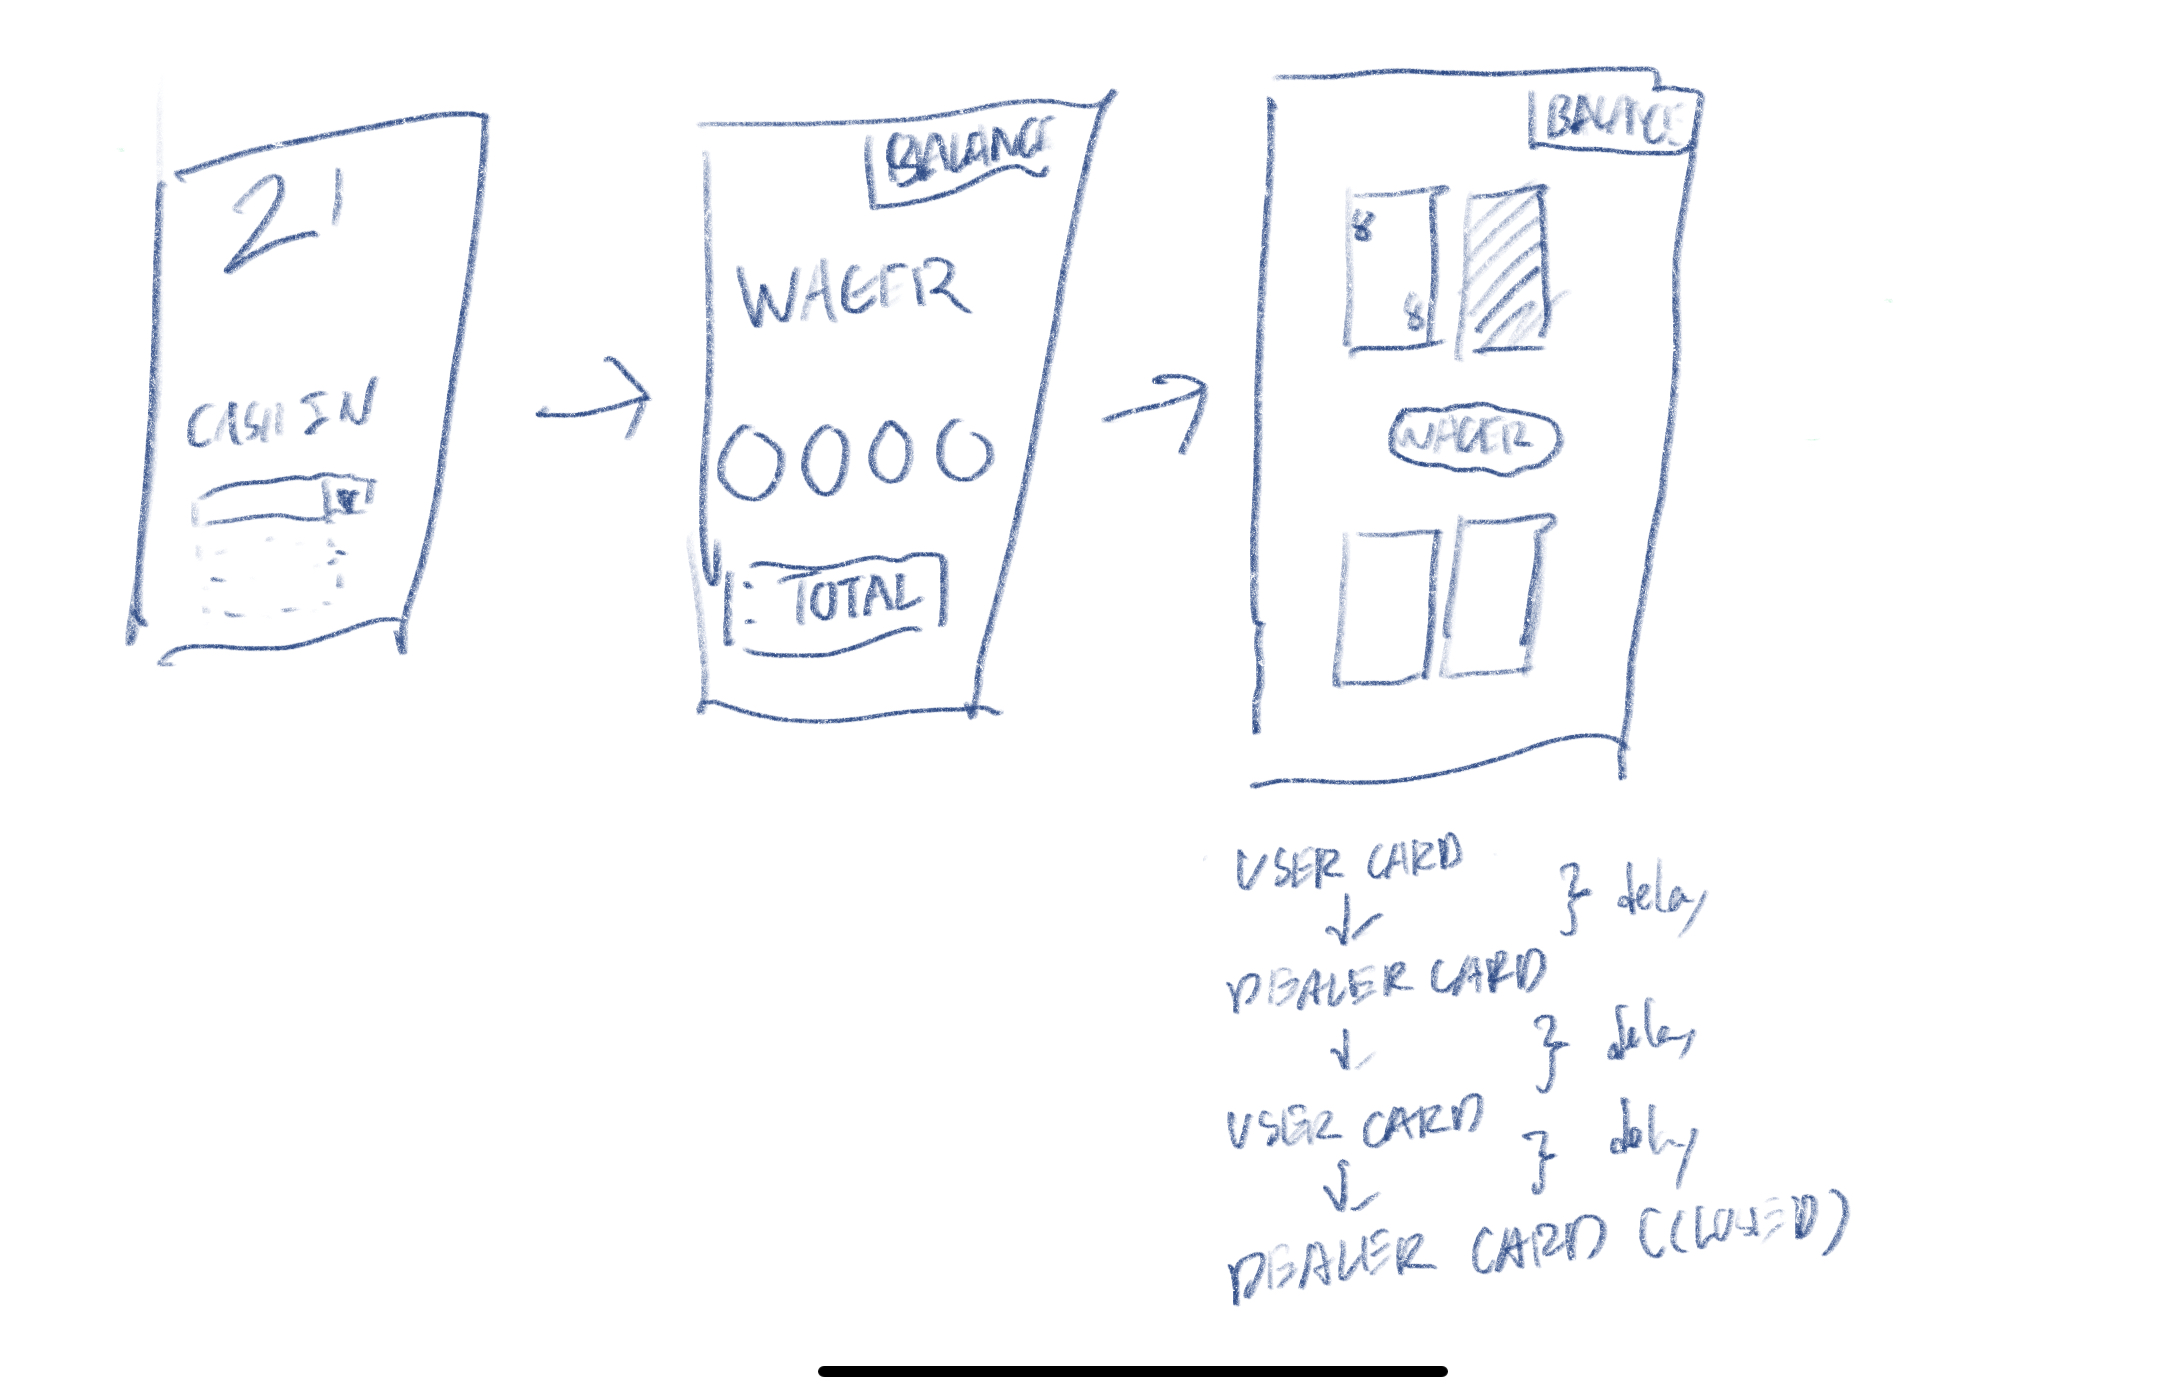 21
CASH IN
BALANCE
WAGER
TOTAL
BALANCE
8
8
WAGER
USER CARD
delay
DEALER CARD
delay
USER CARD
delay
DEALER CARD (CLOSED)